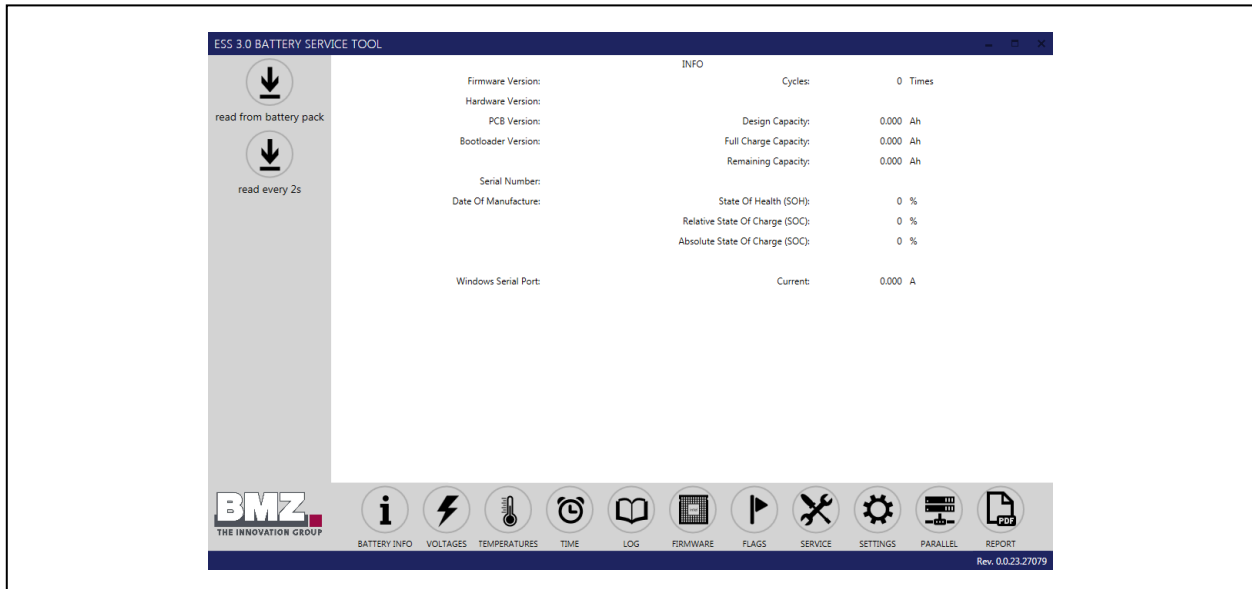 ESS 3.0 BATTERY SERVICE TOOL
read from battery pack
read every 2s
INFO
Firmware Version: Cycles: 0 Times
Hardware Version:
PCB Version: Design Capacity: 0.000 Ah
Bootloader Version: Full Charge Capacity: 0.000 Ah
Remaining Capacity: 0.000 Ah
Serial Number:
Date Of Manufacture: State Of Health (SOH): 0 %
Relative State Of Charge (SOC): 0 %
Absolute State Of Charge (SOC): 0 %
Windows Serial Port: Current: 0.000 A
BMZ
THE INNOVATION GROUP
BATTERY INFO VOLTAGES TEMPERATURES TIME LOG FIRMWARE FLAGS SERVICE SETTINGS PARALLEL REPORT
PDF
Rev. 0.0.23.27079